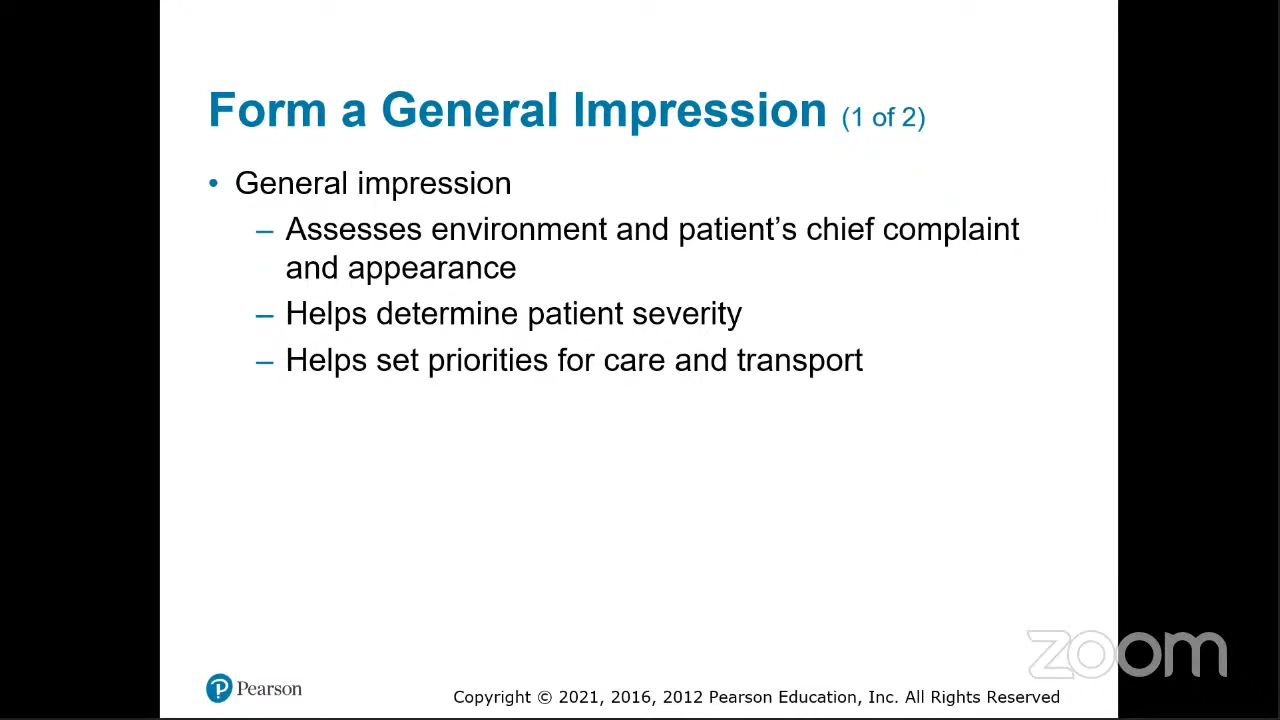 Form a General Impression (1 of 2)
• General impression
– Assesses environment and patient’s chief complaint
and appearance
– Helps determine patient severity
– Helps set priorities for care and transport
Pearson
Copyright © 2021, 2016, 2012 Pearson Education, Inc. All Rights Reserved
zoom